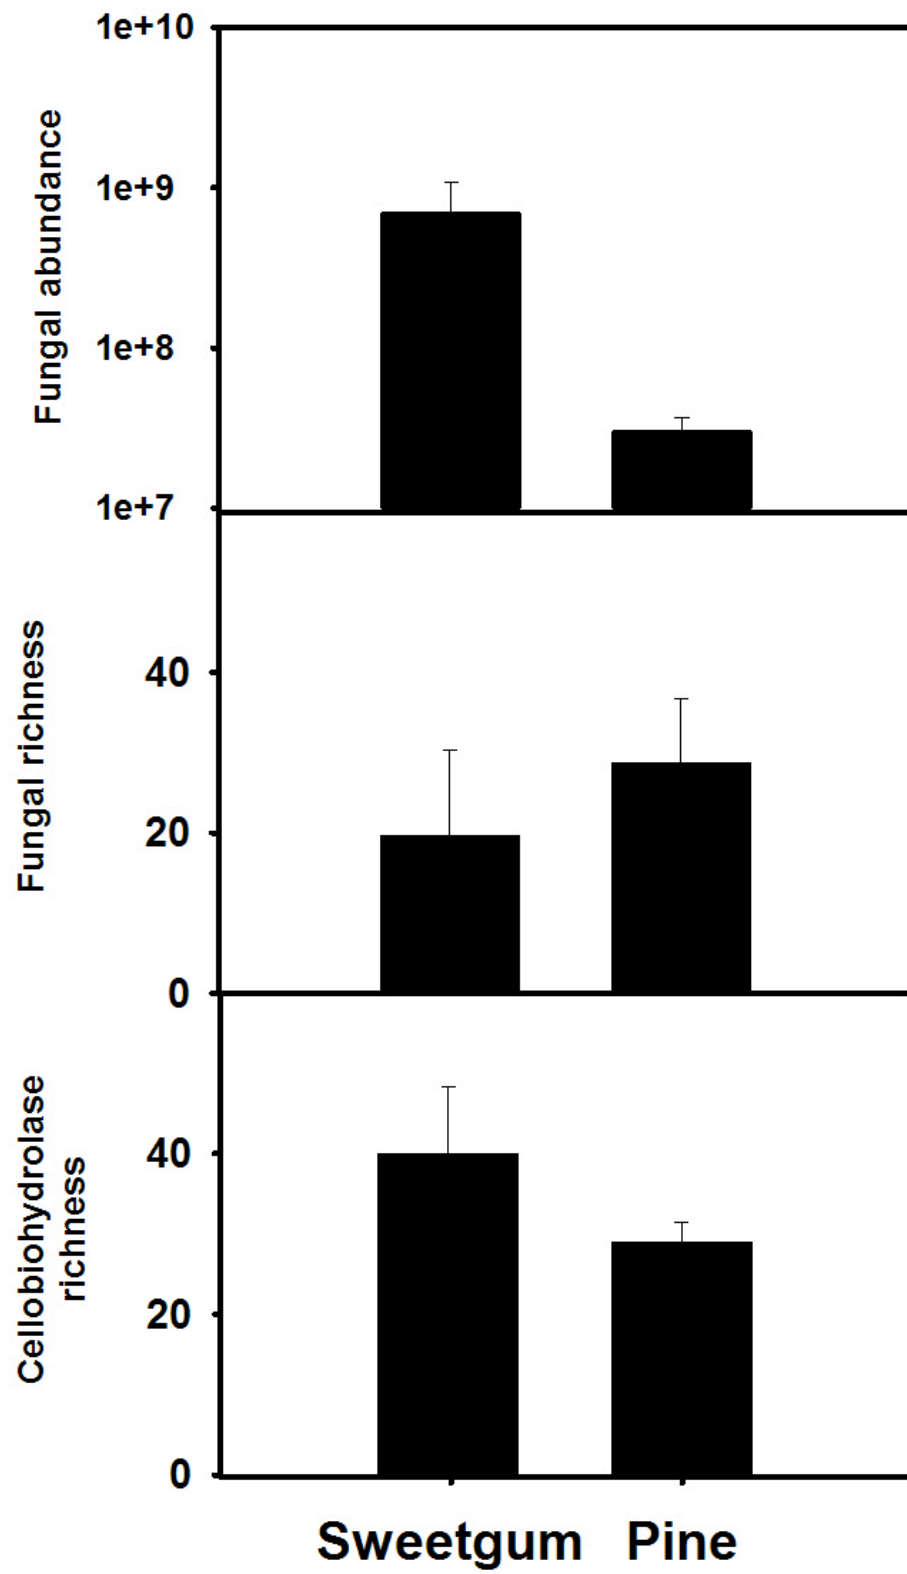 1e+10
1e+9
1e+8
1e+7
Fungal abundance
40
20
0
Fungal richness
40
20
0
Cellobiohydrolase
richness
Sweetgum Pine